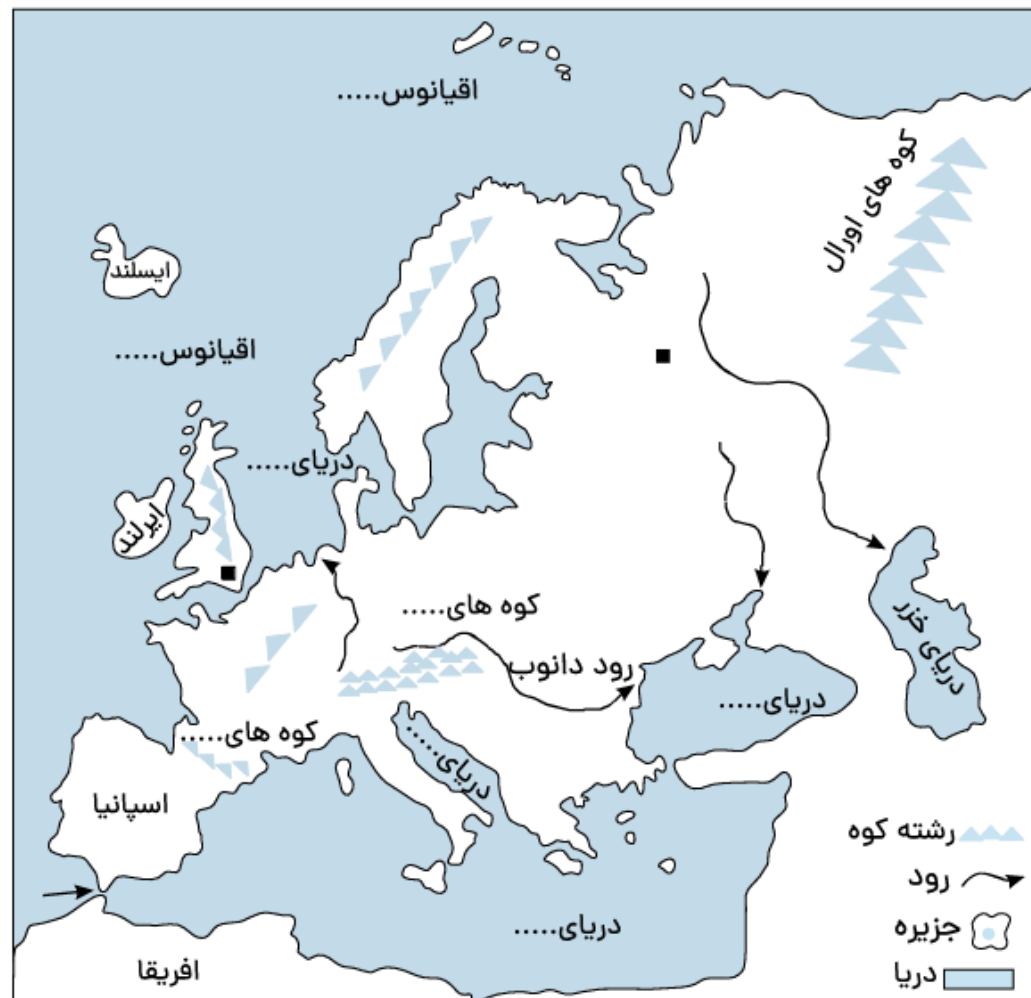 اقیانوس.....
کوه های اورال
ایسلند
اقیانوس.....
دریای.....
ایرلند
کوه های.....
رود دانوب
دریای خزر
دریای.....
کوه های.....
دریای.....
اسپانیا
دریای.....
افریقا
رشته کوه
رود
جزیره
دریا